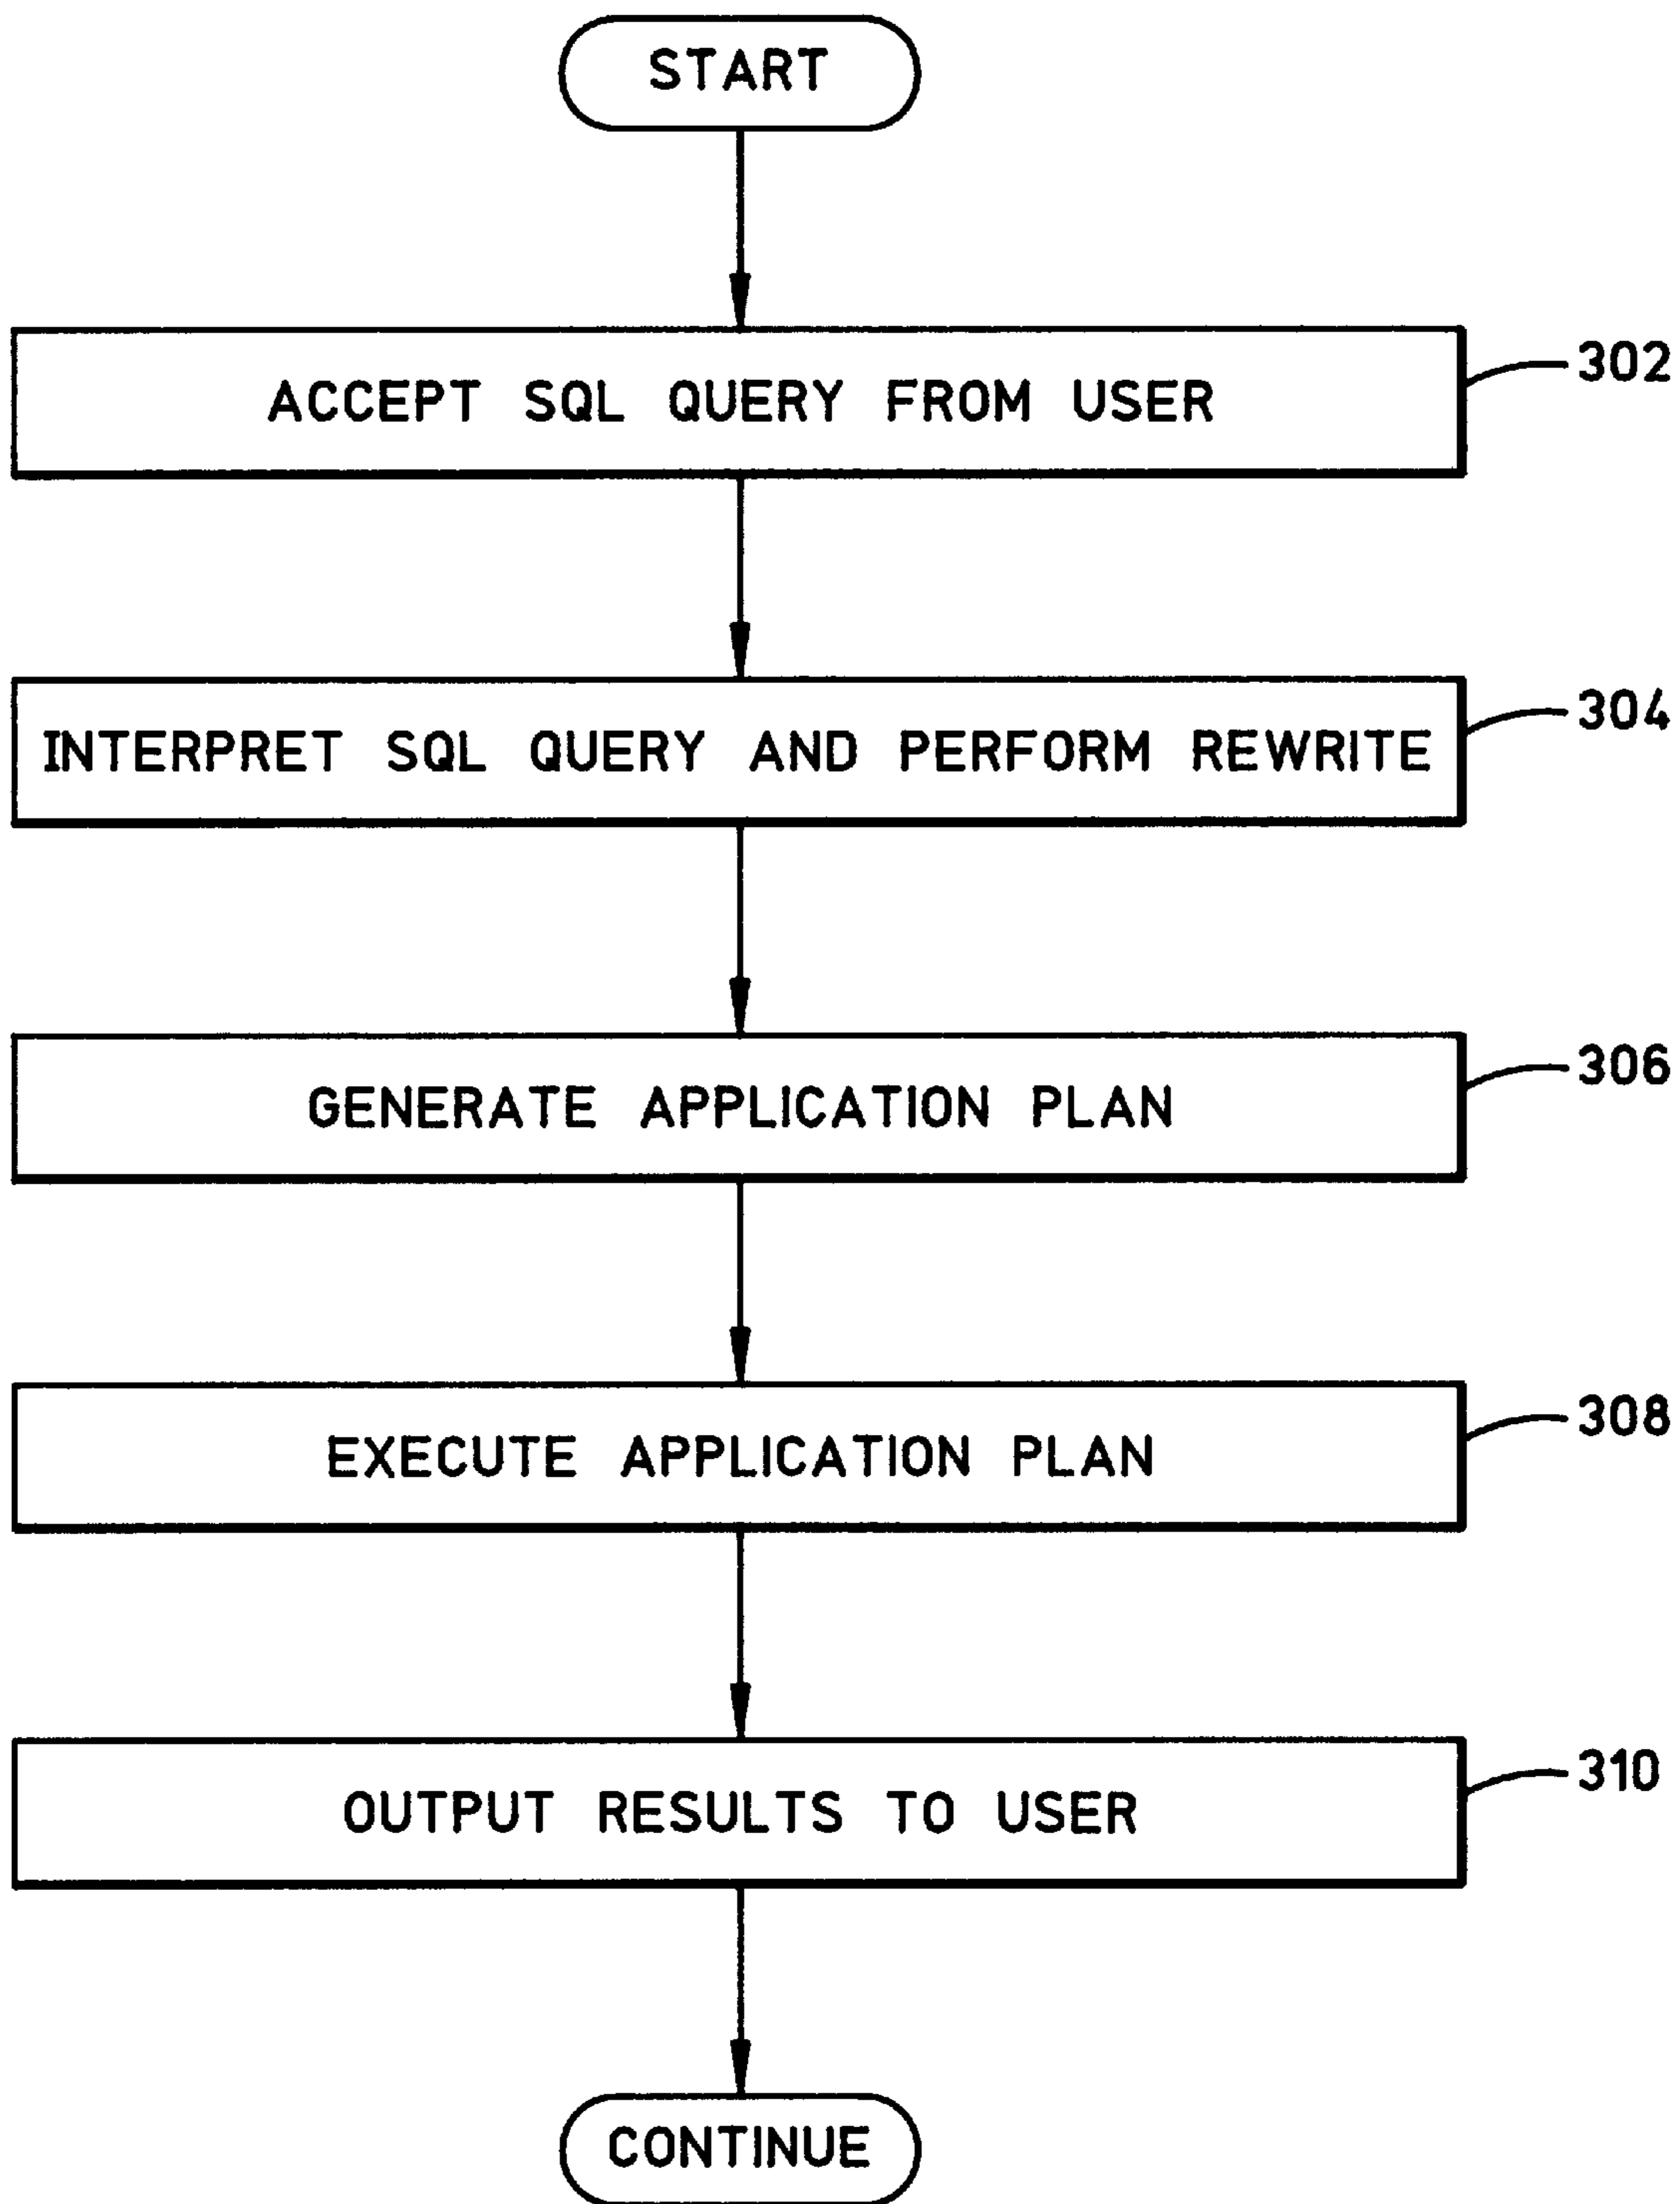 START
ACCEPT SQL QUERY FROM USER
302
INTERPRET SQL QUERY AND PERFORM REWRITE
304
GENERATE APPLICATION PLAN
306
EXECUTE APPLICATION PLAN
308
OUTPUT RESULTS TO USER
310
CONTINUE